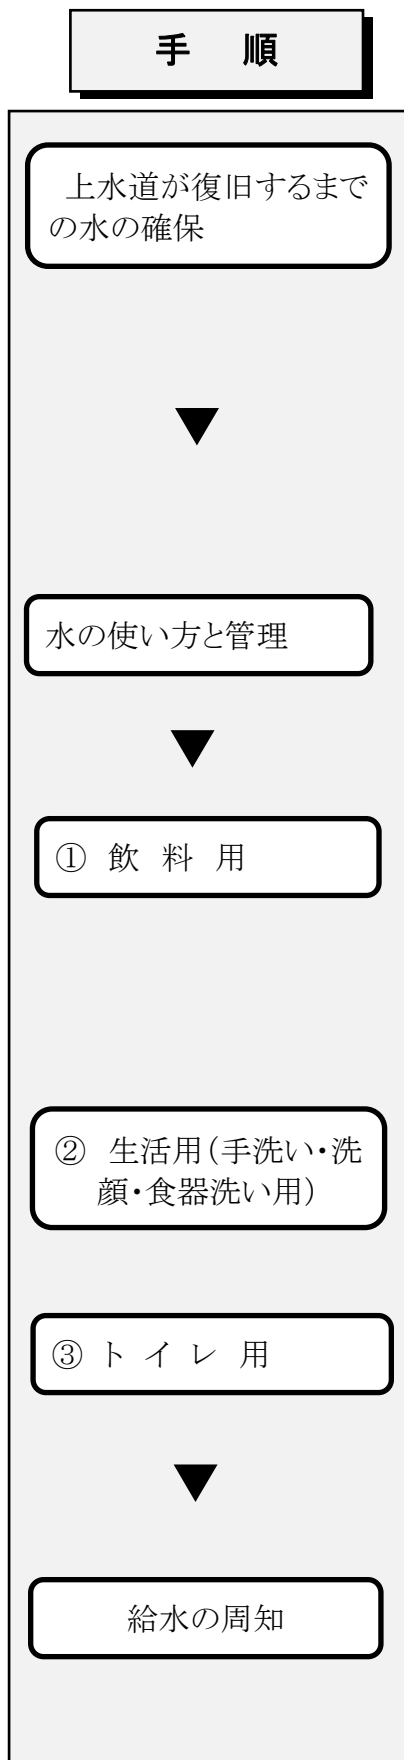 手　順
上水道が復旧するまで
の水の確保
▼
水の使い方と管理
▼
① 飲 料 用
② 生活用(手洗い・洗
顔・食器洗い用)
③ ト イ レ 用
▼
給水の周知